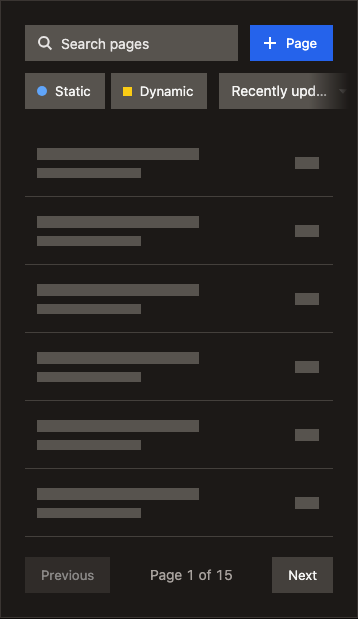 Search pages
+ Page
Static
Dynamic
Recently upd...
Previous
Page 1 of 15
Next